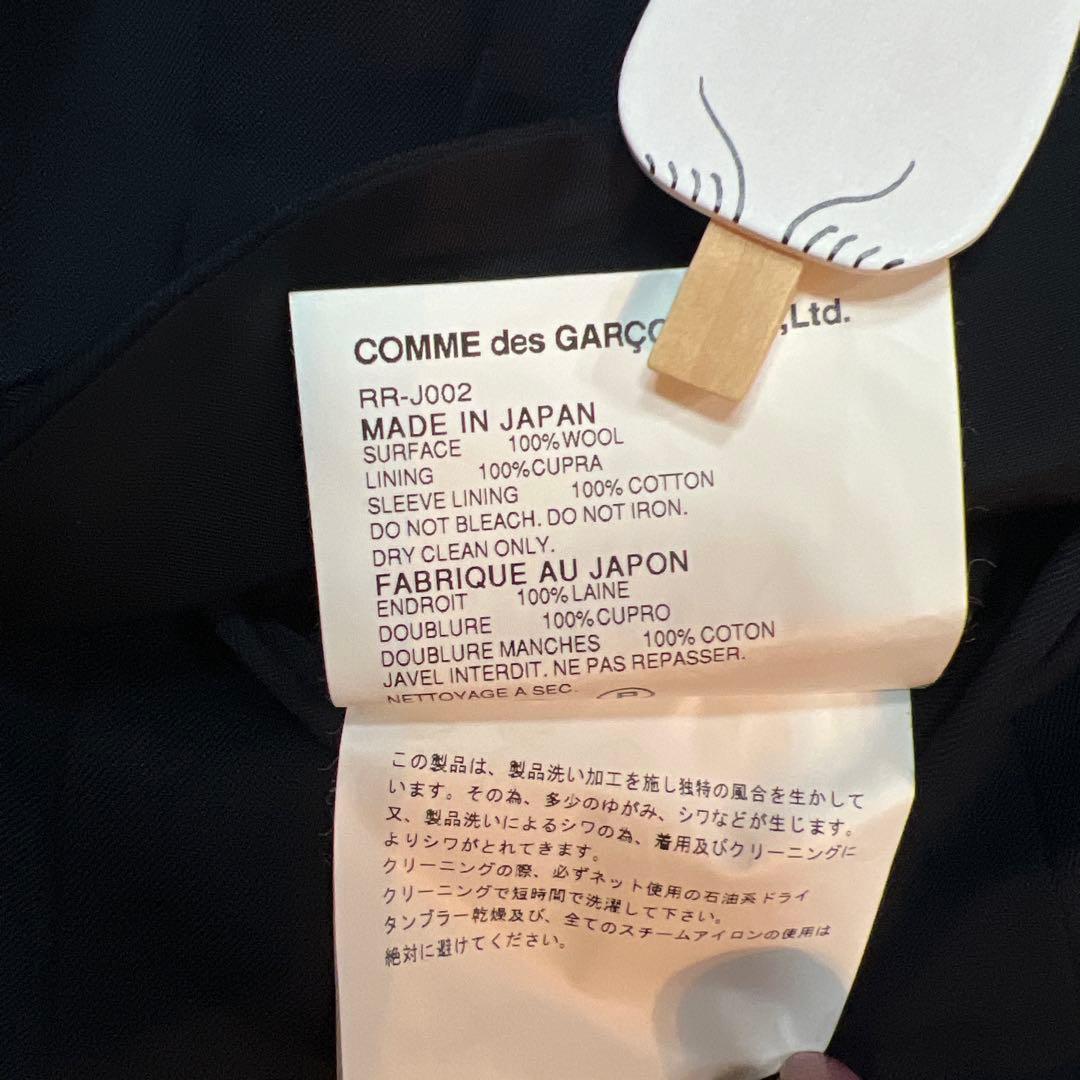 COMME des GARÇ ,Ltd.
RR-J002
MADE IN JAPAN
SURFACE 100%WOOL
LINING 100%CUPRA
SLEEVE LINING 100% COTTON
DO NOT BLEACH. DO NOT IRON.
DRY CLEAN ONLY.
FABRIQUE AU JAPON
ENDROIT 100%LAINE
DOUBLURE 100%CUPRO
DOUBLURE MANCHES 100% COTON
JAVEL INTERDIT. NE PAS REPASSER.
NETTOYAGE A SEC.
この製品は、製品洗い加工を施し独特の風合を生かして
います。その為、多少のゆがみ、シワなどが生じます。
又、製品洗いによるシワの為、着用及びクリーニングに
よりシワがとれてきます。
クリーニングの際、必ずネット使用の石油系ドライ
クリーニングで短時間で洗濯して下さい。
タンブラー乾燥及び、全てのスチームアイロンの使用は
絶対に避けてください。